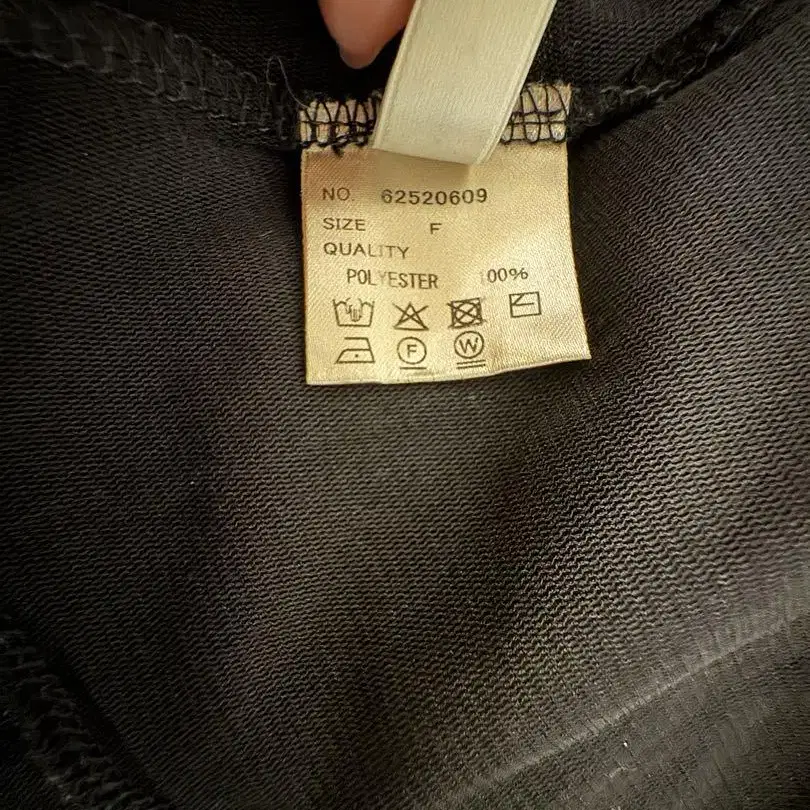 NO. 62520609
SIZE F
QUALITY
POLYESTER 100%
F W